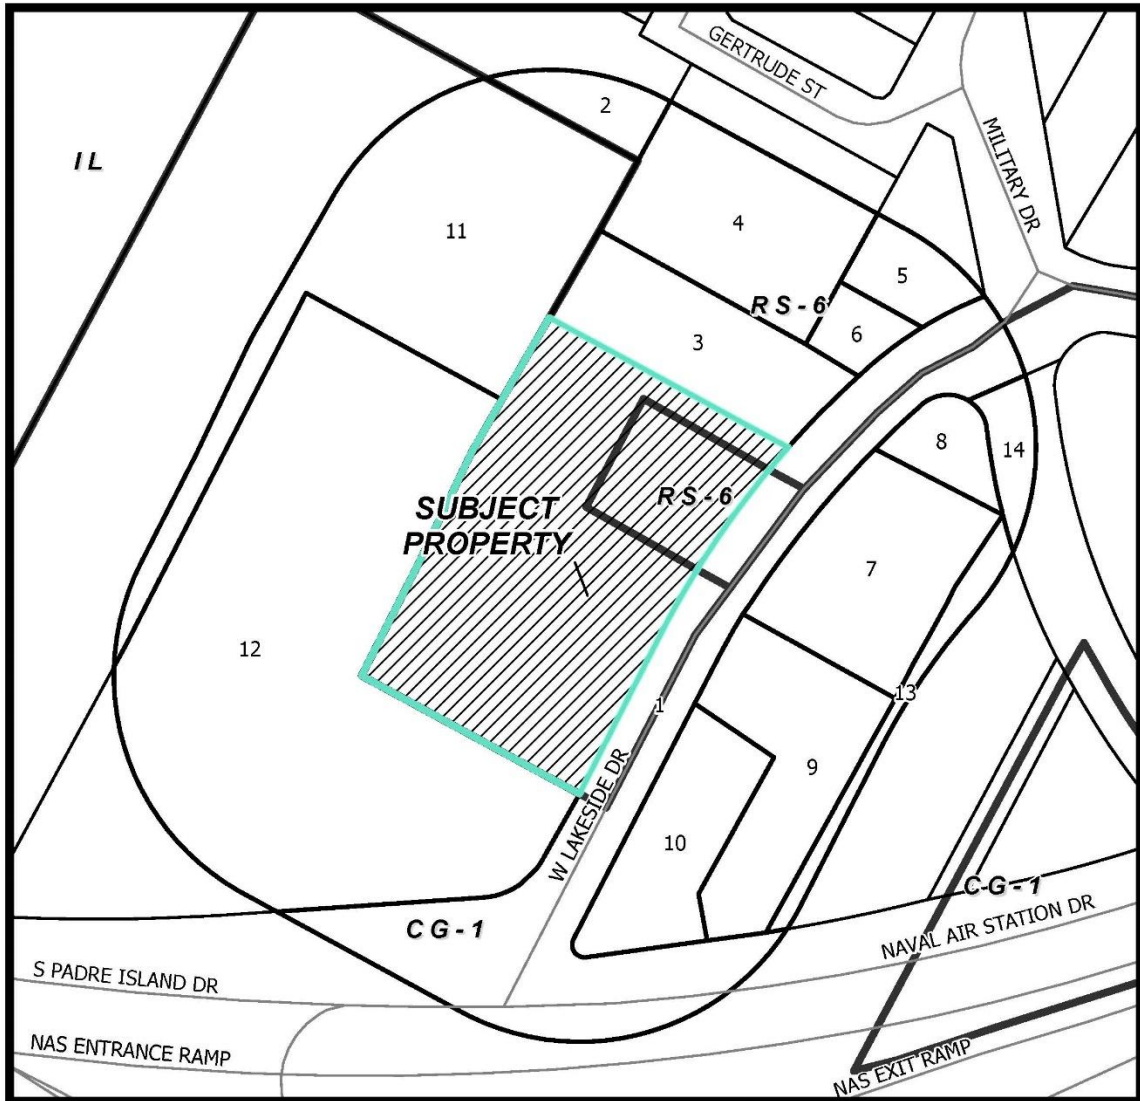 GERTRUDE ST
2
MILITARY DR
I L
4
11
5
R S - 6
6
3
8
14
R S - 6
SUBJECT
PROPERTY
7
12
13
1
9
W LAKESIDE DR
10
C G - 1
C G - 1
NAVAL AIR STATION DR
S PADRE ISLAND DR
NAS ENTRANCE RAMP
NAS EXIT RAMP